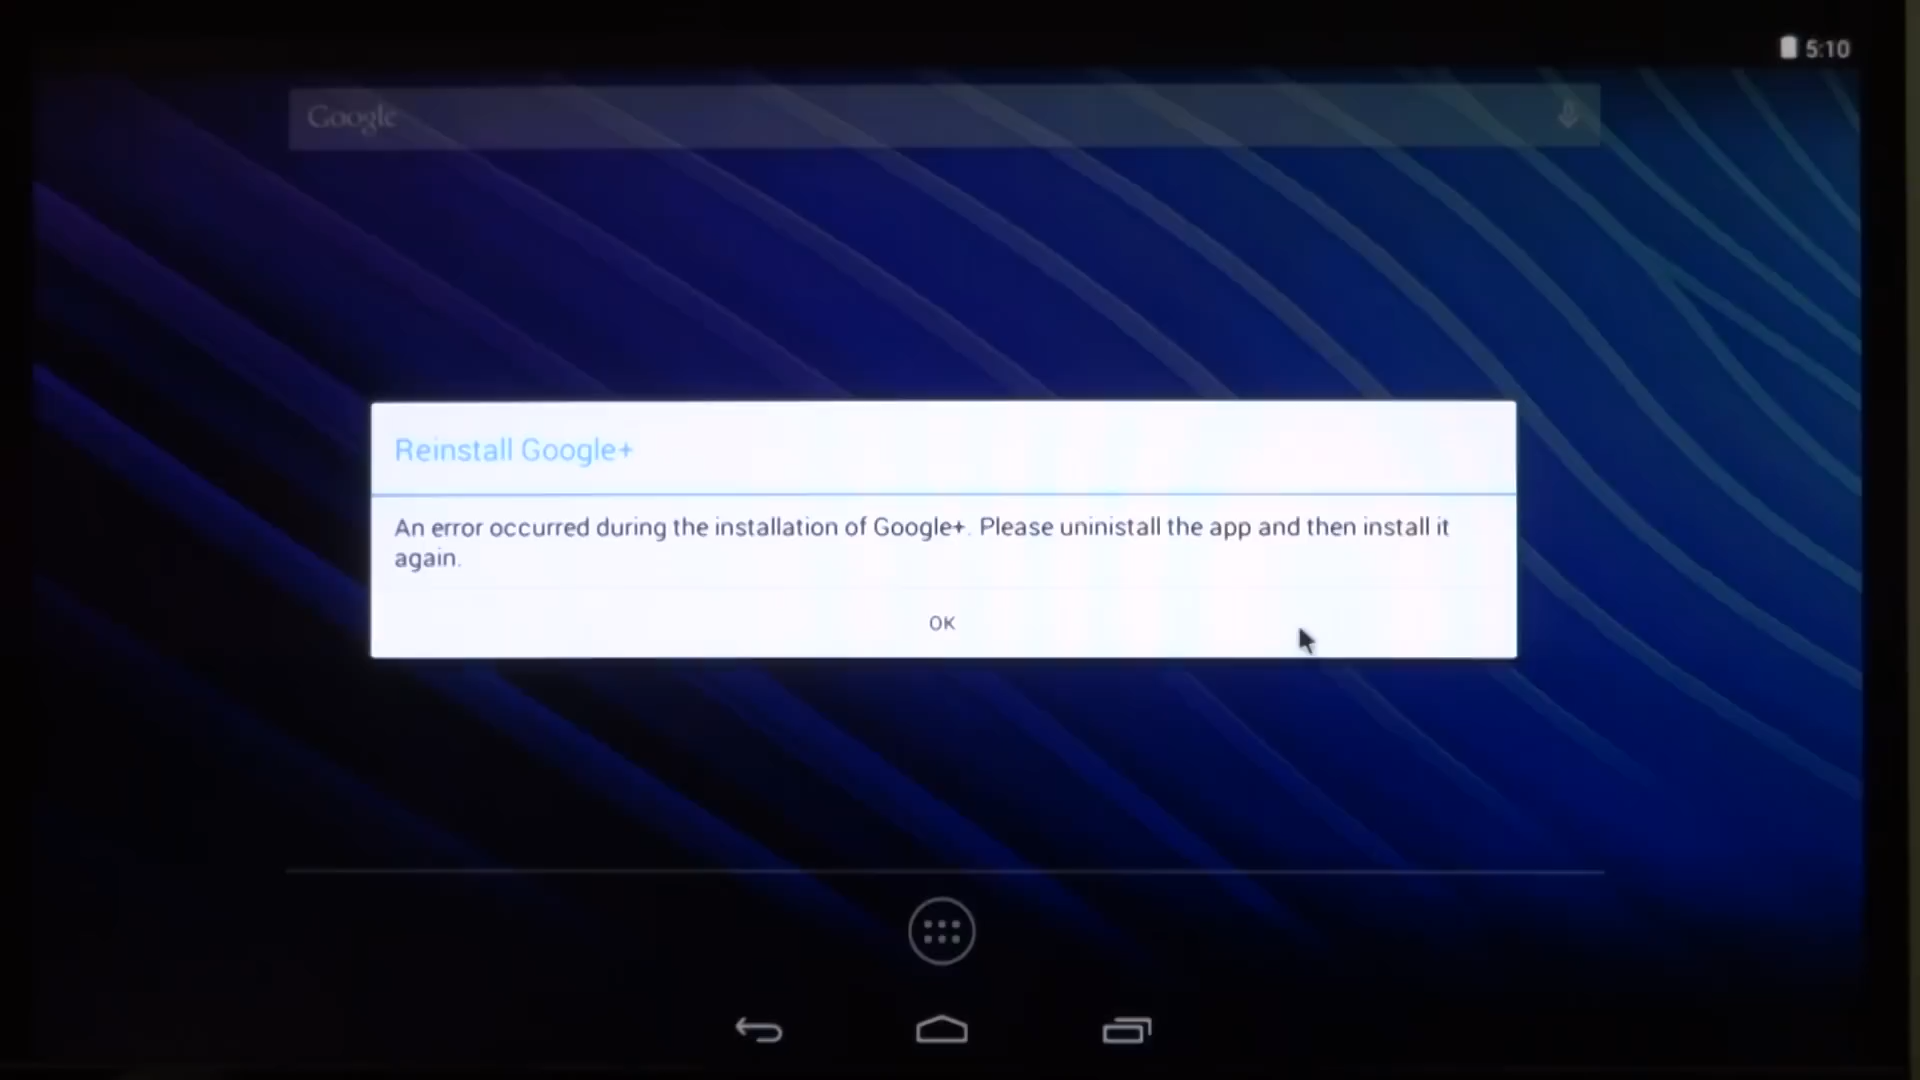 5:10
Google
Reinstall Google+
An error occurred during the installation of Google+. Please uninistall the app and then install it
again.
OK